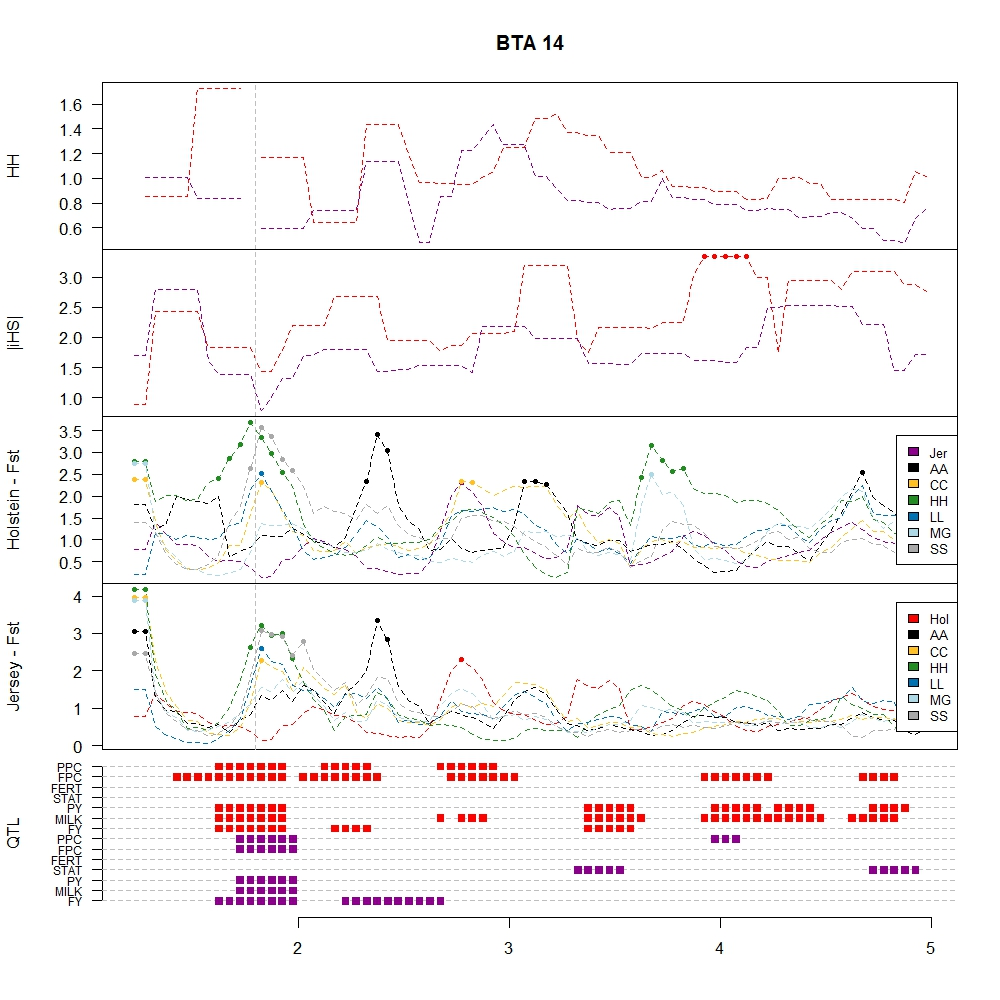 BTA 14
HH
1.6
1.4
1.2
1.0
0.8
0.6
|iHS|
3.0
2.5
2.0
1.5
1.0
Holstein - Fst
3.5
3.0
2.5
2.0
1.5
1.0
0.5
Jer
AA
CC
HH
LL
MG
SS
Jersey - Fst
4
3
2
1
0
Hol
AA
CC
HH
LL
MG
SS
QTL
PPC
FPC
FERT
STAT
PY
MILK
FY
PPC
FPC
FERT
STAT
PY
MILK
FY
2 3 4 5